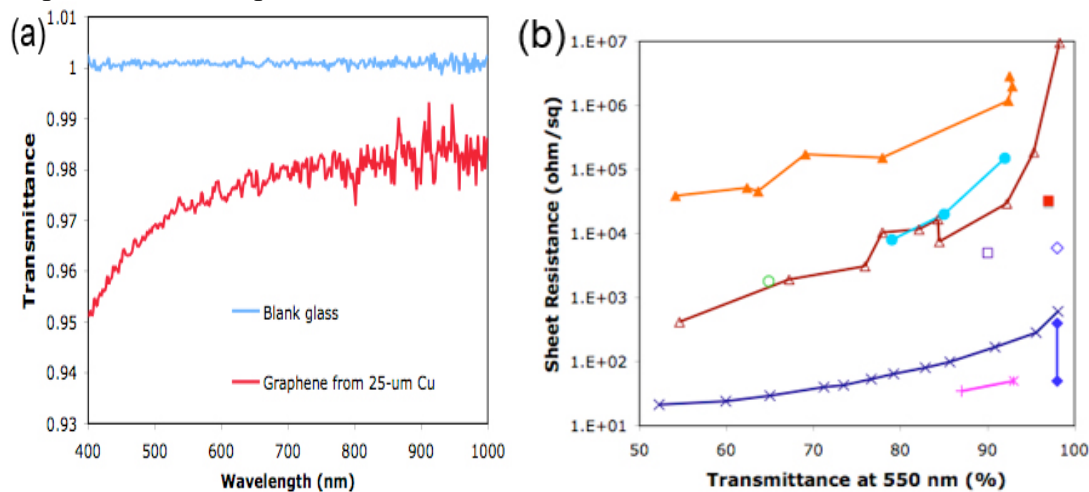 (a)
1.01
1
0.99
0.98
0.97
0.96
0.95
0.94
0.93
Transmittance
Blank glass
Graphene from 25-um Cu
400 500 600 700 800 900 1000
Wavelength (nm)
(b)
1.E+07
1.E+06
1.E+05
1.E+04
1.E+03
1.E+02
1.E+01
Sheet Resistance (ohm/sq)
50 60 70 80 90 100
Transmittance at 550 nm (%)